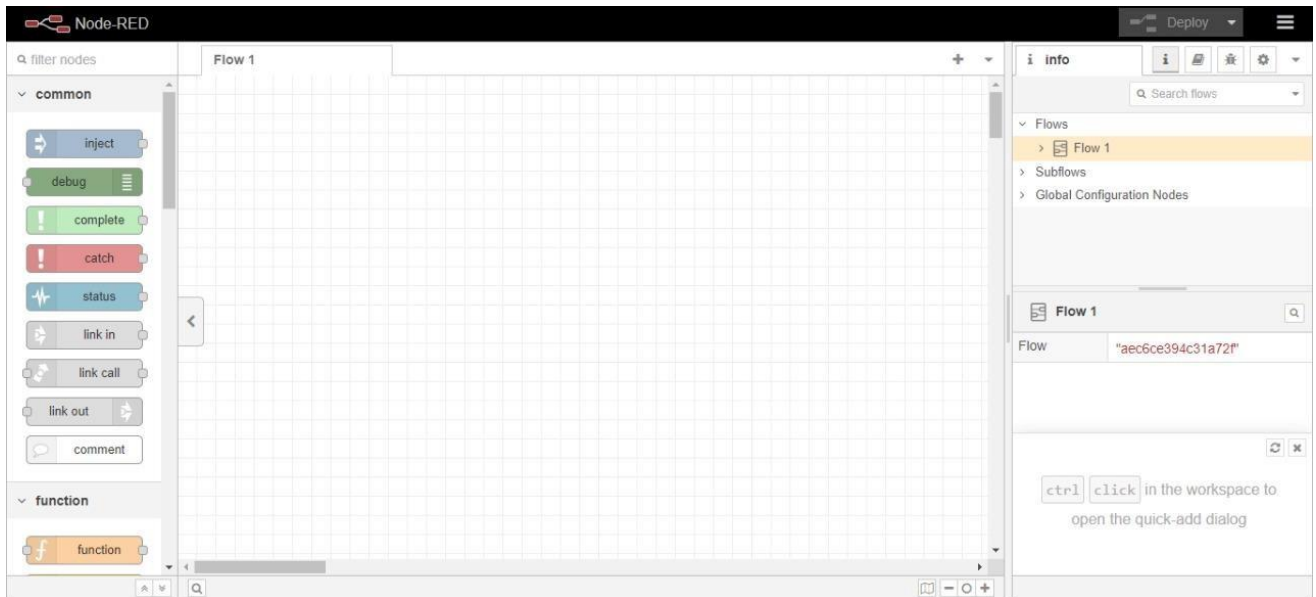 Node-RED
Deploy
filter nodes
Flow 1
i info
i
Search flows
common
inject
debug
complete
catch
status
link in
link call
link out
comment
function
function
Flows
Flow 1
Subflows
Global Configuration Nodes
Flow 1
Flow "aec6ce394c31a72f"
ctrl click in the workspace to
open the quick-add dialog